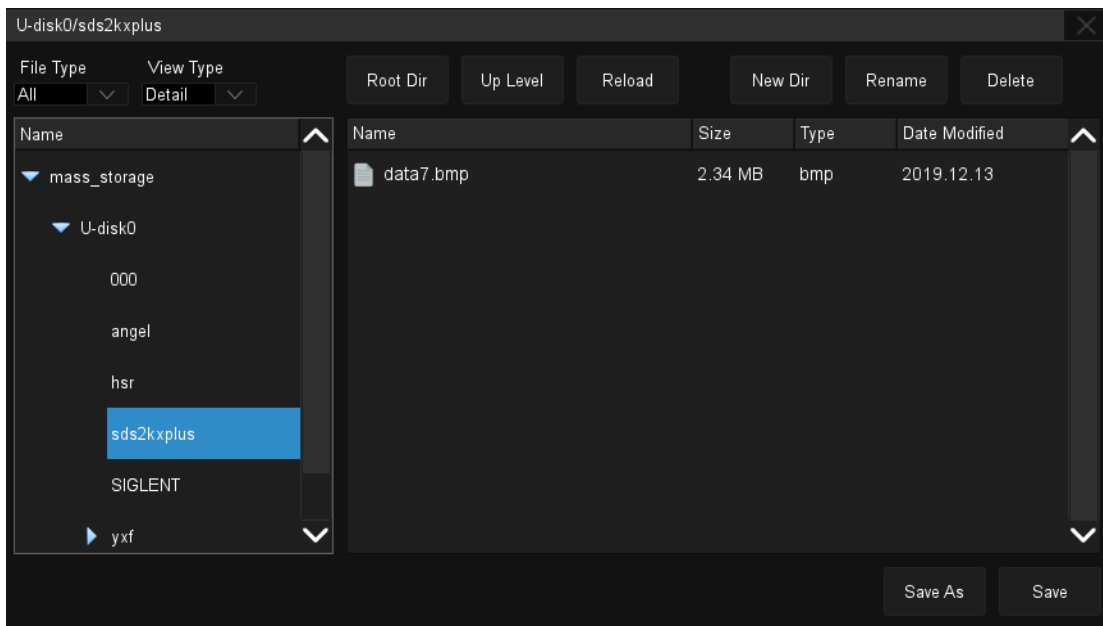 U-disk0/sds2kxplus
File Type View Type
All Detail
Root Dir Up Level Reload New Dir Rename Delete
Name
mass_storage
U-disk0
000
angel
hsr
sds2kxplus
SIGLENT
yxf
Name Size Type Date Modified
data7.bmp 2.34 MB bmp 2019.12.13
Save As Save